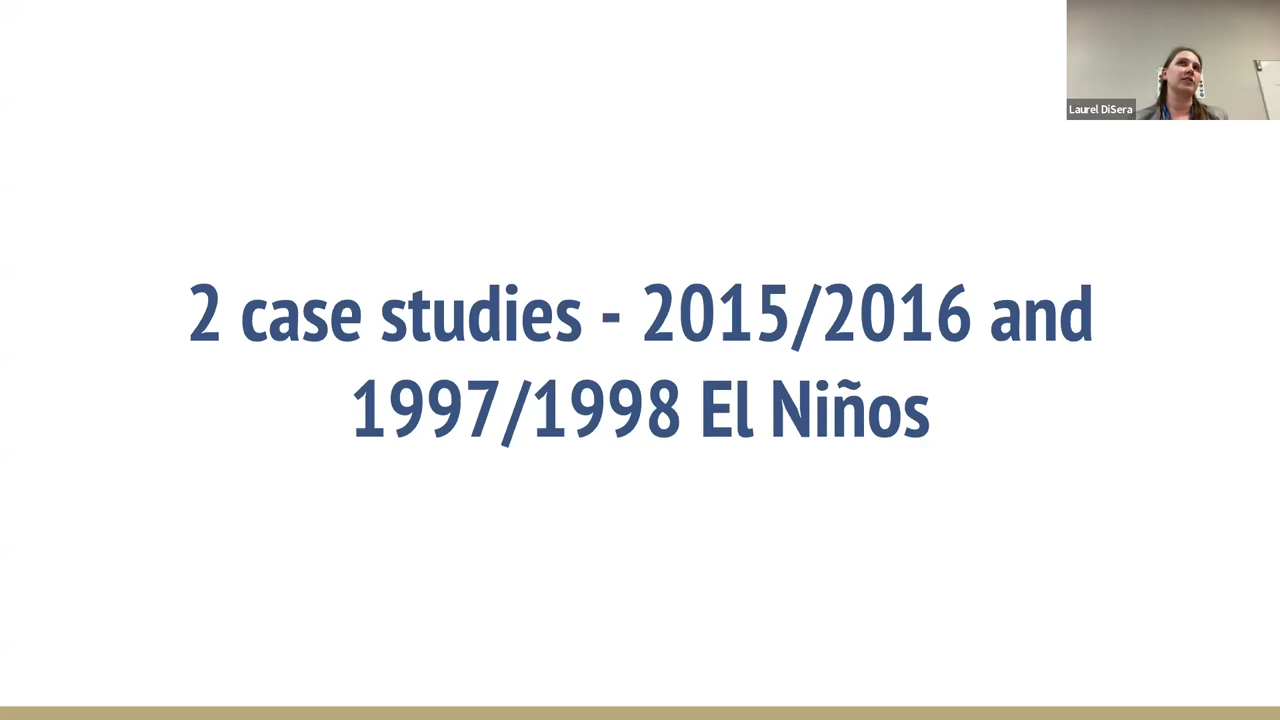 Laurel DiSera
2 case studies - 2015/2016 and
1997/1998 El Niños